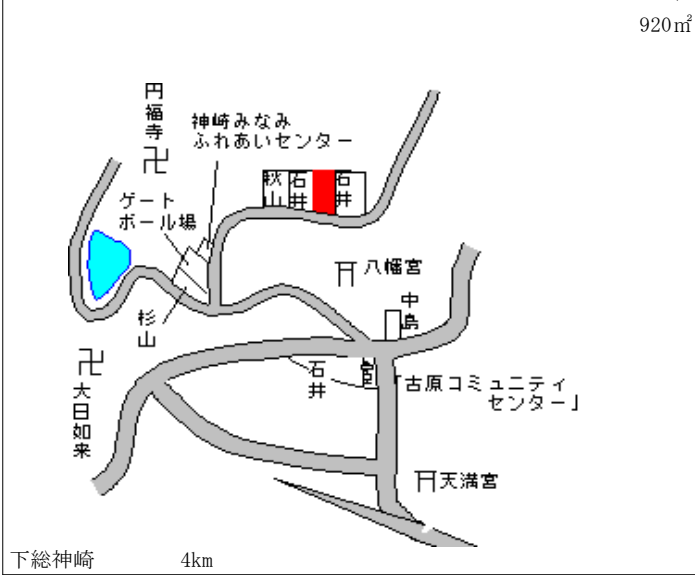 920㎡
円福寺
神崎みなみ
ふれあいセンター
秋山
石井
石井
ゲート
ボール場
八幡宮
中島
杉山
石井
「古原コミュニティ
センター」
大日如来
天満宮
下総神崎 4km